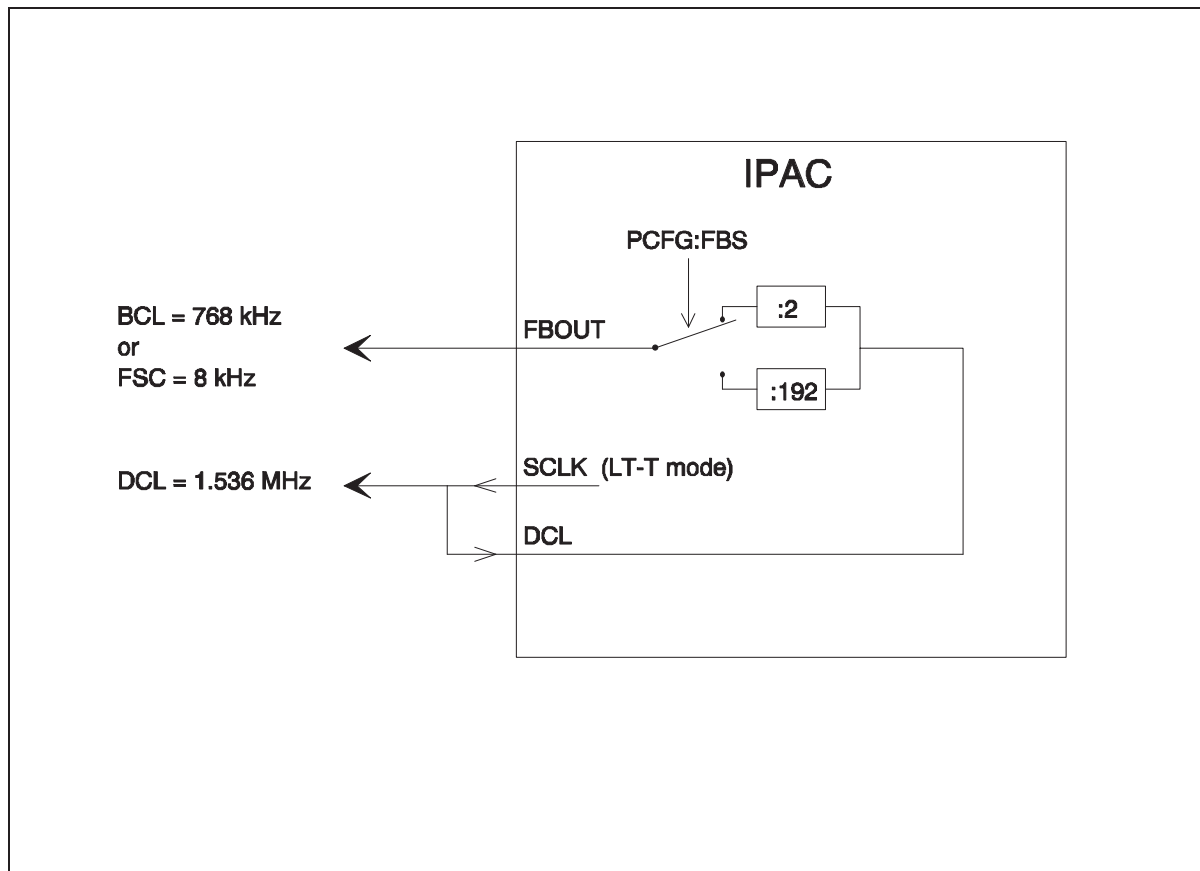 IPAC
PCFG:FBS
:2
BCL = 768 kHz
or
FSC = 8 kHz
FBOUT
:192
DCL = 1.536 MHz
SCLK (LT-T mode)
DCL